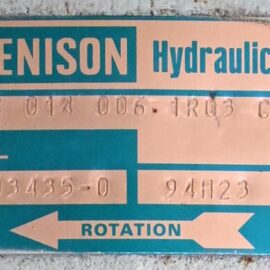 ENISON Hydraulic
014 006 1R03 C
3435-0 94H23
ROTATION